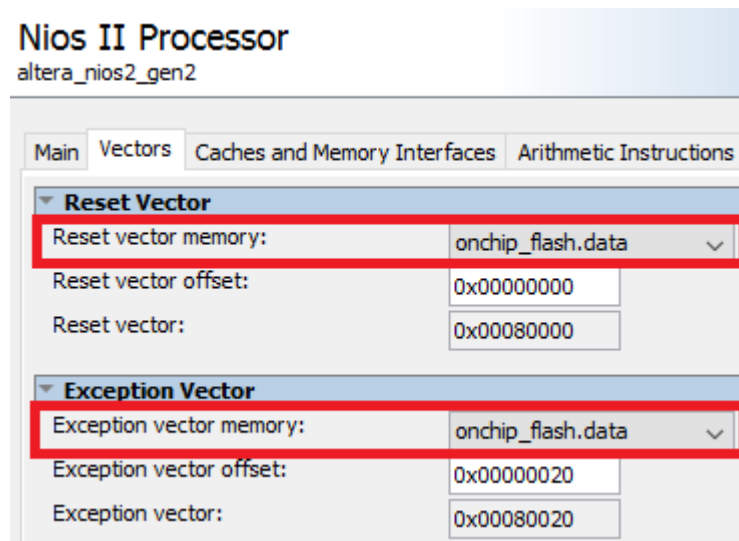 Nios II Processor
altera_nios2_gen2
Main Vectors Caches and Memory Interfaces Arithmetic Instructions
Reset Vector
Reset vector memory: onchip_flash.data
Reset vector offset: 0x00000000
Reset vector: 0x00080000
Exception Vector
Exception vector memory: onchip_flash.data
Exception vector offset: 0x00000020
Exception vector: 0x00080020